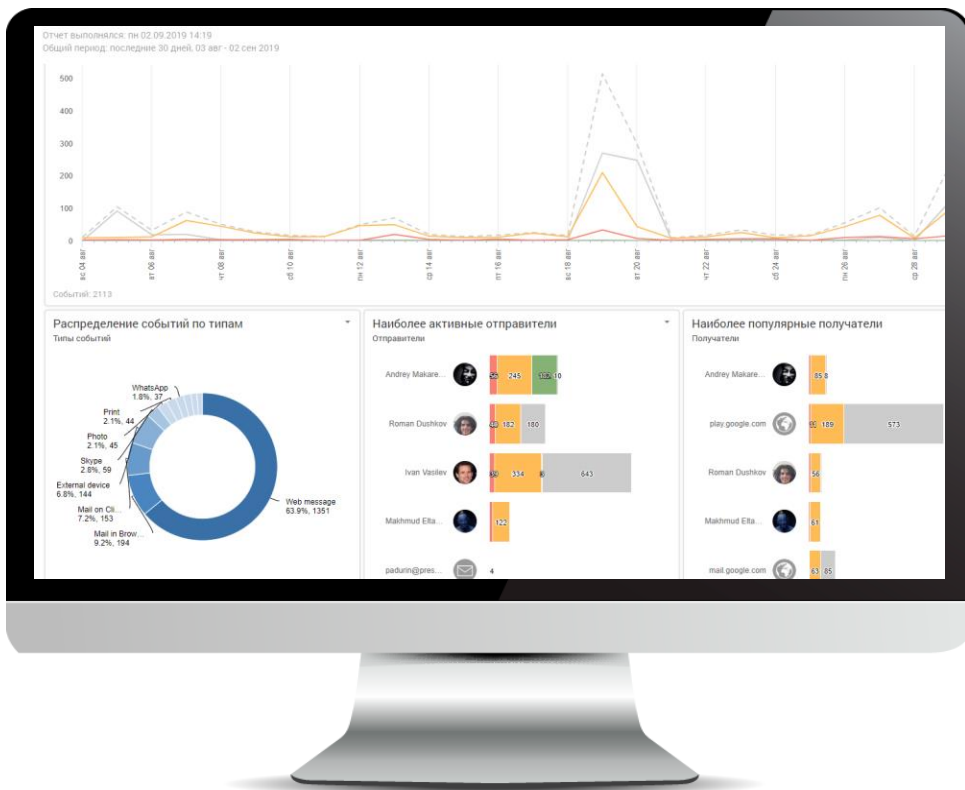 Отчет выполнялся: пн 02.09.2019 14:19
Общий период: последние 30 дней, 03 авг - 02 сен 2019
500
400
300
200
100
0
вс 04 авг
вт 06 авг
чт 08 авг
сб 10 авг
пн 12 авг
ср 14 авг
пт 16 авг
вс 18 авг
вт 20 авг
чт 22 авг
сб 24 авг
пн 26 авг
ср 28 авг
Событий: 2113
Распределение событий по типам
Типы событий
WhatsApp
1.8%, 37
Print
2.1%, 44
Photo
2.1%, 45
Skype
2.8%, 59
External device
6.8%, 144
Mail on Cli...
7.2%, 153
Mail in Brow...
9.2%, 194
Web message
63.9%, 1351
Наиболее активные отправители
Отправители
Andrey Makare...
245
10
Roman Dushkov
182
180
Ivan Vasilev
334
643
Makhmud Elta...
122
padurin@pres...
4
Наиболее популярные получатели
Получатели
Andrey Makare...
85
8
play.google.com
189
573
Roman Dushkov
56
Makhmud Elta...
61
mail.google.com
63
85